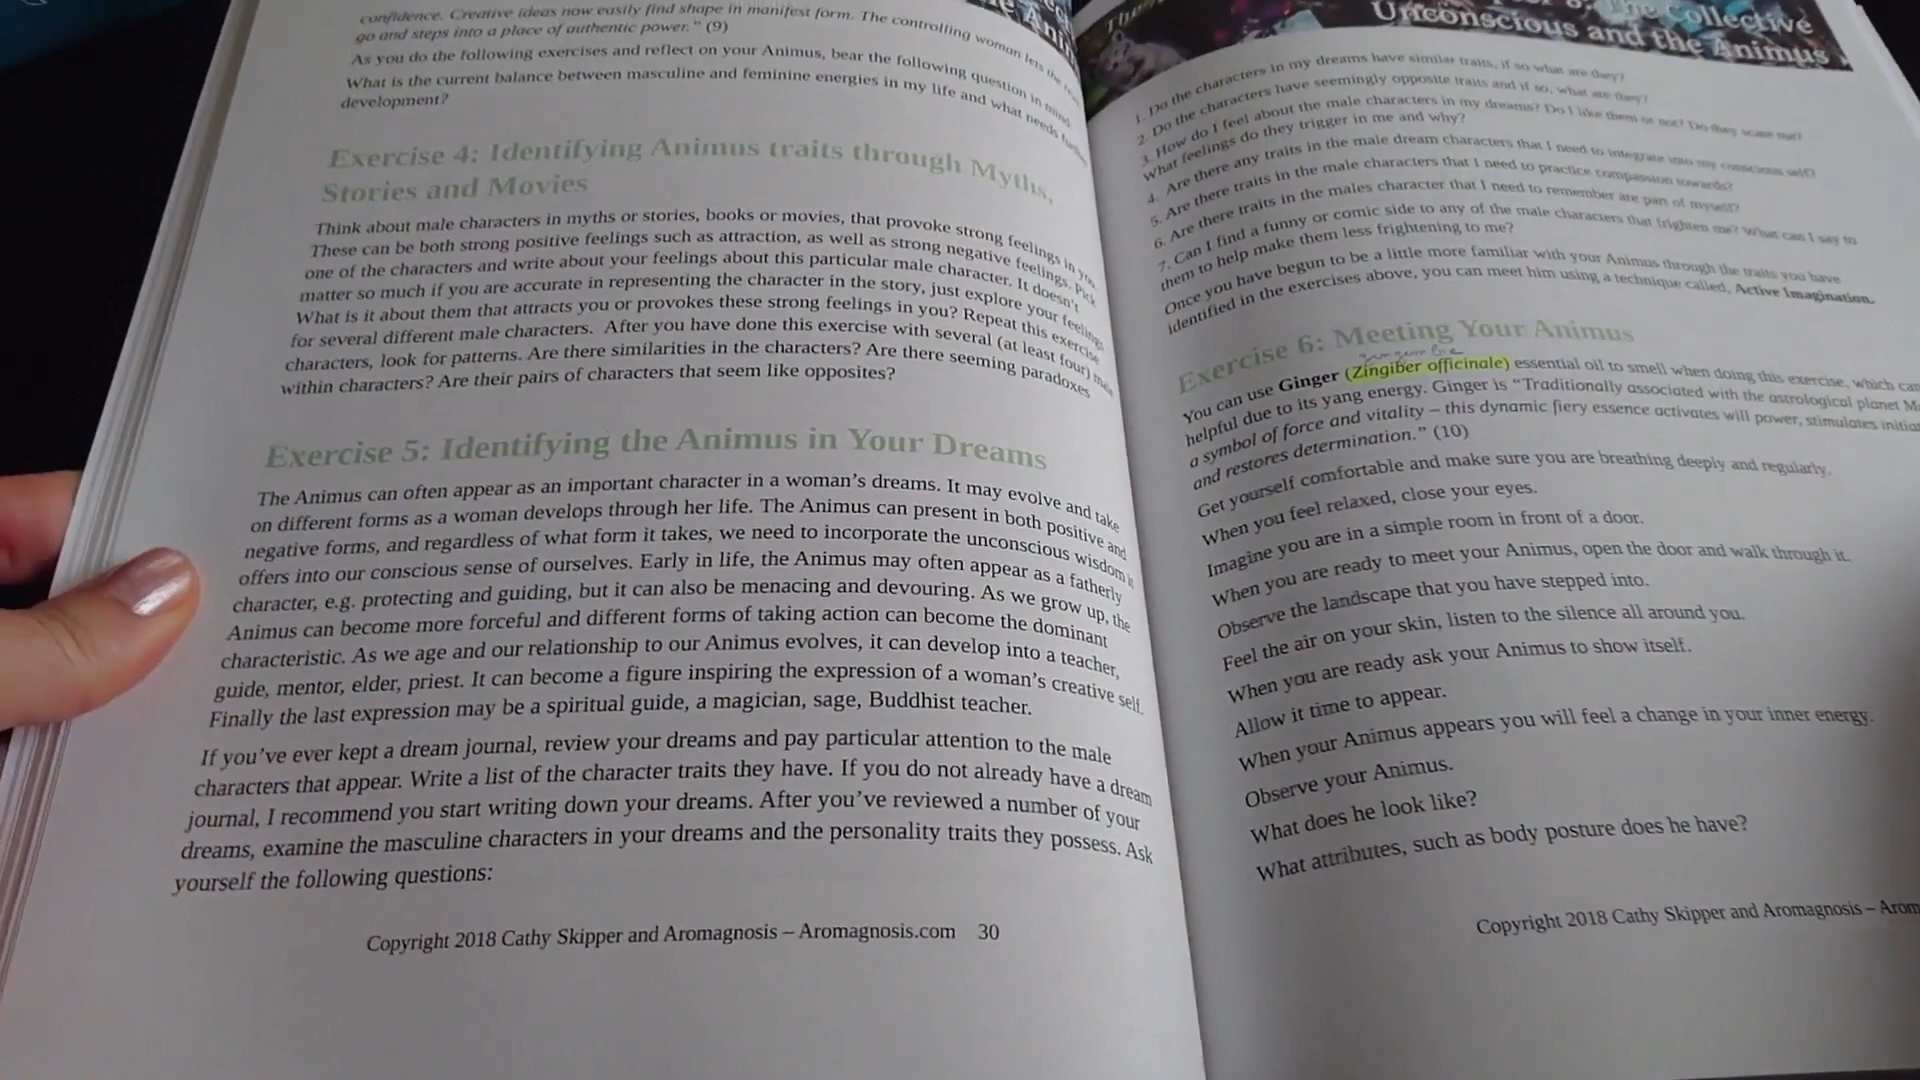 confidence. Creative ideas now easily find shape in manifest form. The controlling woman lets the
go and steps into a place of authentic power." (9)
As you do the following exercises and reflect on your Animus, bear the following question in mind
What is the current balance between masculine and feminine energies in my life and what needs further
development?
Exercise 4: Identifying Animus traits through Myths,
Stories and Movies
Think about male characters in myths or stories, books or movies, that provoke strong feelings in you.
These can be both strong positive feelings such as attraction, as well as strong negative feelings. Pick
one of the characters and write about your feelings about this particular male character. It doesn't
matter so much if you are accurate in representing the character in the story, just explore your feelings
What is it about them that attracts you or provokes these strong feelings in you? Repeat this exercise
for several different male characters. After you have done this exercise with several (at least four) male
characters, look for patterns. Are there similarities in the characters? Are there seeming paradoxes
within characters? Are their pairs of characters that seem like opposites?
Exercise 5: Identifying the Animus in Your Dreams
The Animus can often appear as an important character in a woman's dreams. It may evolve and take
on different forms as a woman develops through her life. The Animus can present in both positive and
negative forms, and regardless of what form it takes, we need to incorporate the unconscious wisdom
offers into our conscious sense of ourselves. Early in life, the Animus may often appear as a fatherly
character, e.g. protecting and guiding, but it can also be menacing and devouring. As we grow up, the
Animus can become more forceful and different forms of taking action can become the dominant
characteristic. As we age and our relationship to our Animus evolves, it can develop into a teacher,
guide, mentor, elder, priest. It can become a figure inspiring the expression of a woman's creative self.
Finally the last expression may be a spiritual guide, a magician, sage, Buddhist teacher.
If you've ever kept a dream journal, review your dreams and pay particular attention to the male
characters that appear. Write a list of the character traits they have. If you do not already have a dream
journal, I recommend you start writing down your dreams. After you've reviewed a number of your
dreams, examine the masculine characters in your dreams and the personality traits they possess. Ask
yourself the following questions:
Copyright 2018 Cathy Skipper and Aromagnosis – Aromagnosis.com 30
The Collective
Unconscious and the Animus
1. Do the characters in my dreams have similar traits, if so what are they?
2. Do the characters have seemingly opposite traits and if so, what are they?
3. How do I feel about the male characters in my dreams? Do I like them or not? Do they scare me?
What feelings do they trigger in me and why?
4. Are there any traits in the male dream characters that I need to integrate into my conscious self?
5. Are there traits in the male characters that I need to practice compassion towards?
6. Are there traits in the males character that I need to remember are part of myself?
7. Can I find a funny or comic side to any of the male characters that frighten me? What can I say to
them to help make them less frightening to me?
Once you have begun to be a little more familiar with your Animus through the traits you have
identified in the exercises above, you can meet him using a technique called, Active Imagination.
Exercise 6: Meeting Your Animus
You can use Ginger (Zingiber officinale) essential oil to smell when doing this exercise, which can
helpful due to its yang energy. Ginger is "Traditionally associated with the astrological planet
a symbol of force and vitality – this dynamic fiery essence activates will power, stimulates
and restores determination." (10)
Get yourself comfortable and make sure you are breathing deeply and regularly.
When you feel relaxed, close your eyes.
Imagine you are in a simple room in front of a door.
When you are ready to meet your Animus, open the door and walk through it.
Observe the landscape that you have stepped into.
Feel the air on your skin, listen to the silence all around you.
When you are ready ask your Animus to show itself.
Allow it time to appear.
When your Animus appears you will feel a change in your inner energy.
Observe your Animus.
What does he look like?
What attributes, such as body posture does he have?
Copyright 2018 Cathy Skipper and Aromagnosis – Arom